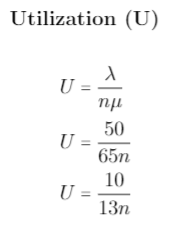 Utilization (U)
U = λ / nμ
U = 50 / 65n
U = 10 / 13n